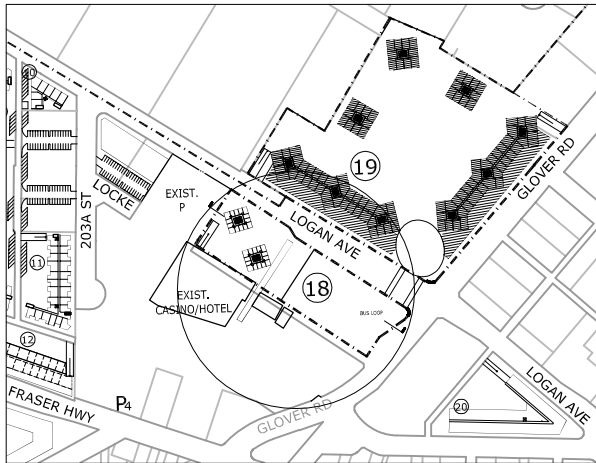 10
19
GLOVER RD
LOCKE
EXIST.
P
203A ST
LOGAN AVE
11
18
EXIST.
CASINO/HOTEL
BUS LOOP
12
FRASER HWY
P4
GLOVER RD
20
LOGAN AVE